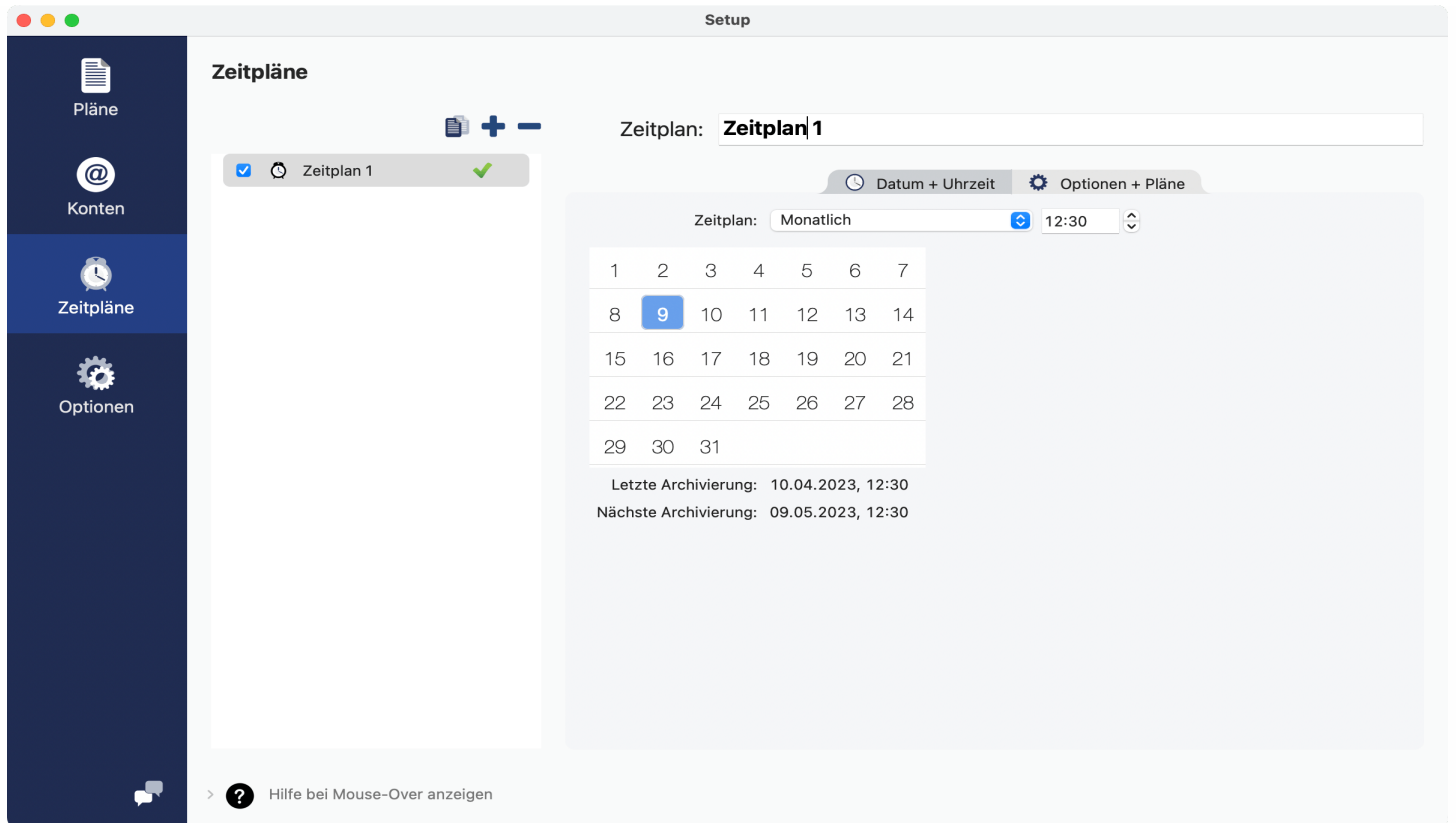 Setup
Pläne
Konten
Zeitpläne
Optionen
Zeitpläne
Zeitplan 1
Zeitplan: Zeitplan 1
Datum + Uhrzeit Optionen + Pläne
Zeitplan: Monatlich 12:30
1 2 3 4 5 6 7
8 9 10 11 12 13 14
15 16 17 18 19 20 21
22 23 24 25 26 27 28
29 30 31
Letzte Archivierung: 10.04.2023, 12:30
Nächste Archivierung: 09.05.2023, 12:30
? Hilfe bei Mouse-Over anzeigen